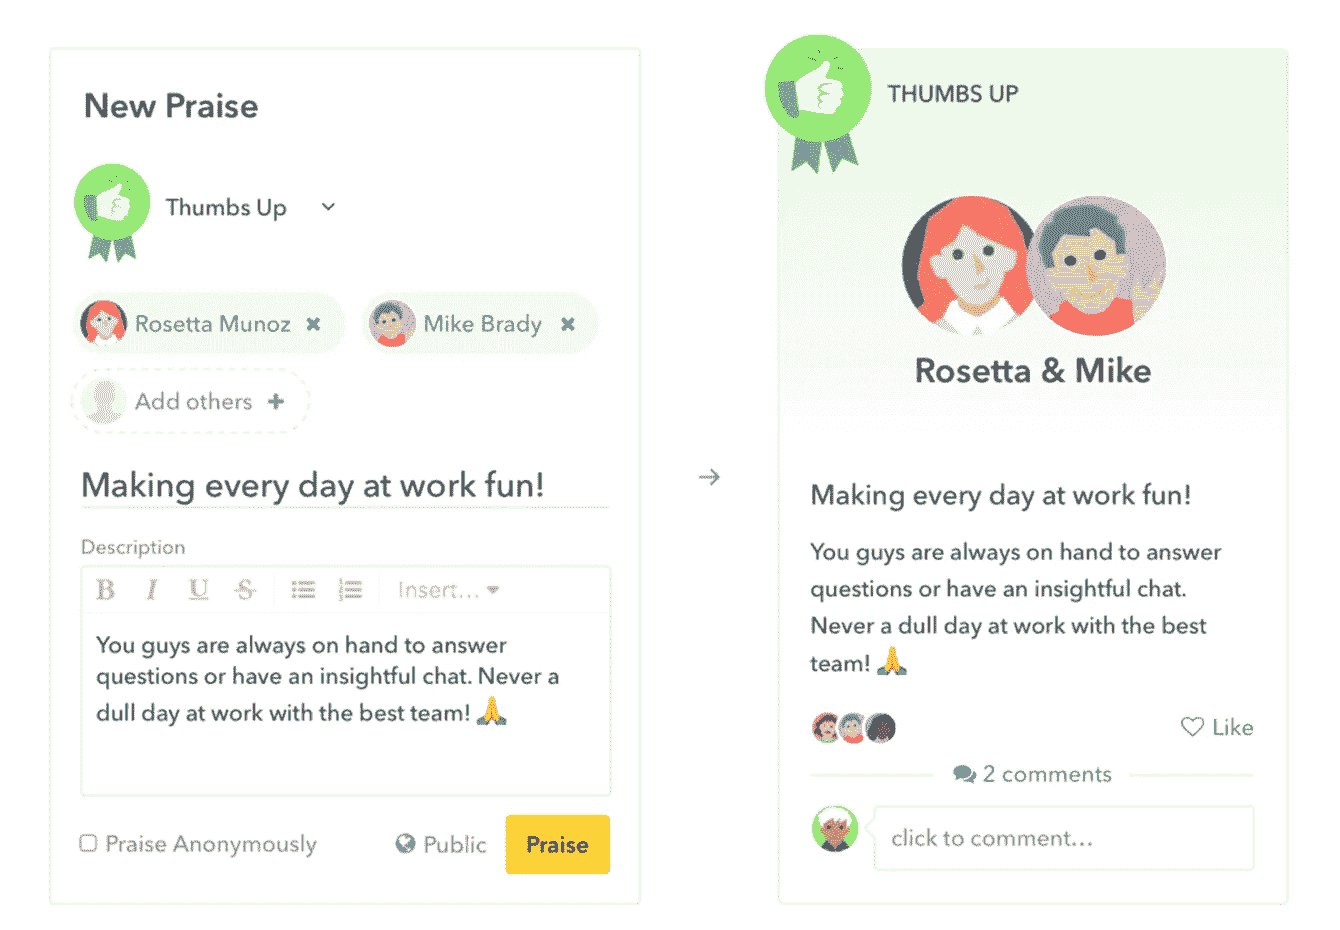 New Praise
Thumbs Up
Rosetta Munoz
Mike Brady
Add others
Making every day at work fun!
Description
B I U S Insert...
You guys are always on hand to answer
questions or have an insightful chat. Never a
dull day at work with the best team! 🙏
Praise Anonymously
Public
Praise
THUMBS UP
Rosetta & Mike
Making every day at work fun!
You guys are always on hand to answer
questions or have an insightful chat.
Never a dull day at work with the best
team! 🙏
Like
2 comments
click to comment...